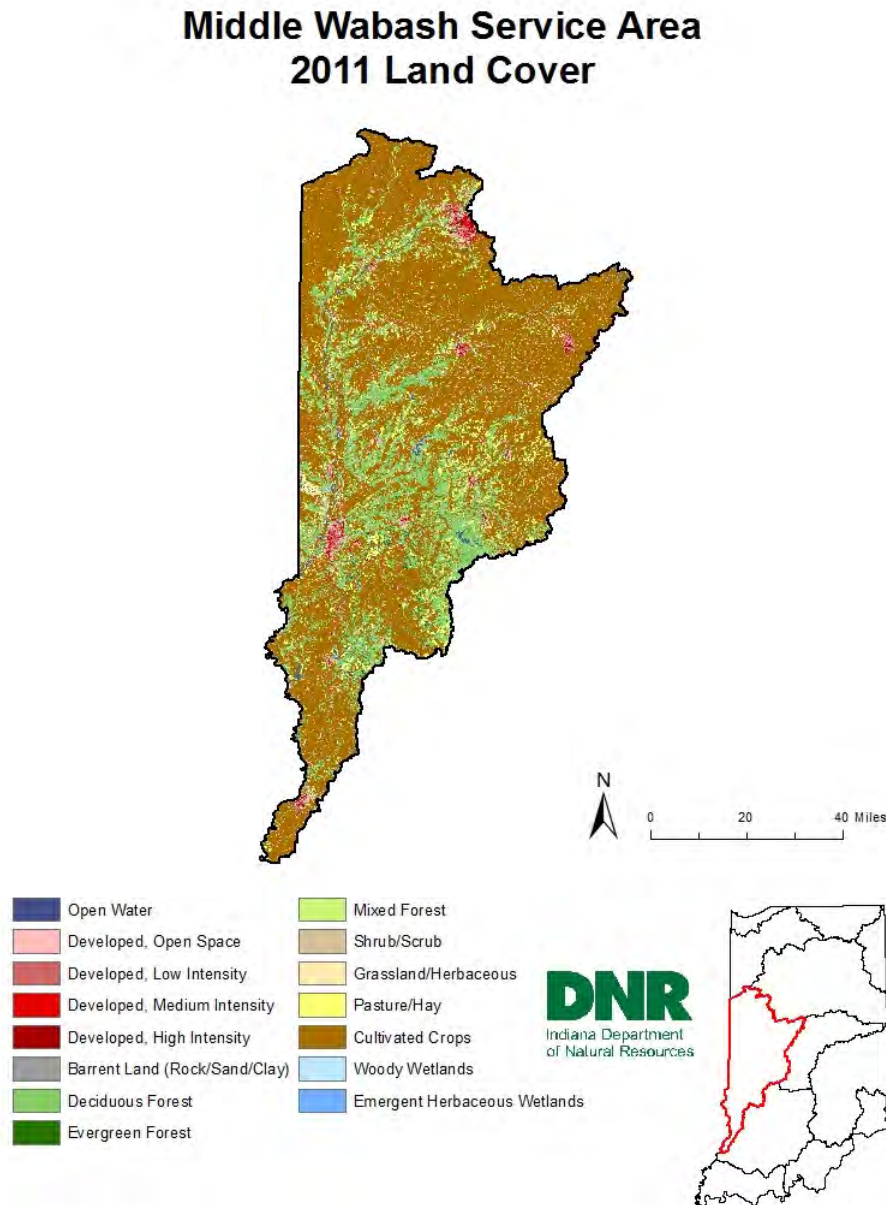 Middle Wabash Service Area
2011 Land Cover
N
0 20 40 Miles
Open Water
Developed, Open Space
Developed, Low Intensity
Developed, Medium Intensity
Developed, High Intensity
Barrent Land (Rock/Sand/Clay)
Deciduous Forest
Evergreen Forest
Mixed Forest
Shrub/Scrub
Grassland/Herbaceous
Pasture/Hay
Cultivated Crops
Woody Wetlands
Emergent Herbaceous Wetlands
DNR
Indiana Department
of Natural Resources